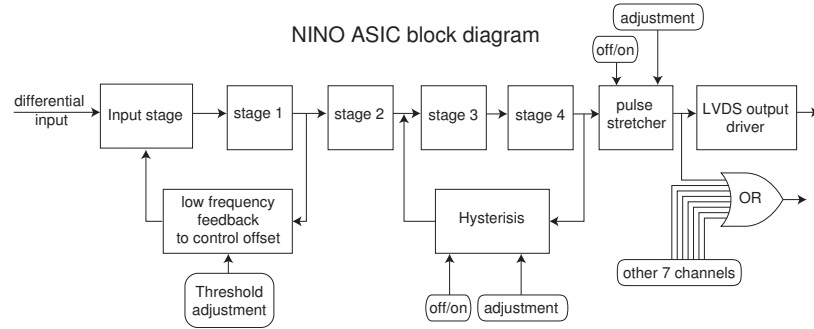 NINO ASIC block diagram
adjustment
off/on
differential
input
Input stage
stage 1
stage 2
stage 3
stage 4
pulse
stretcher
LVDS output
driver
low frequency
feedback
to control offset
Hysterisis
OR
Threshold
adjustment
off/on
adjustment
other 7 channels